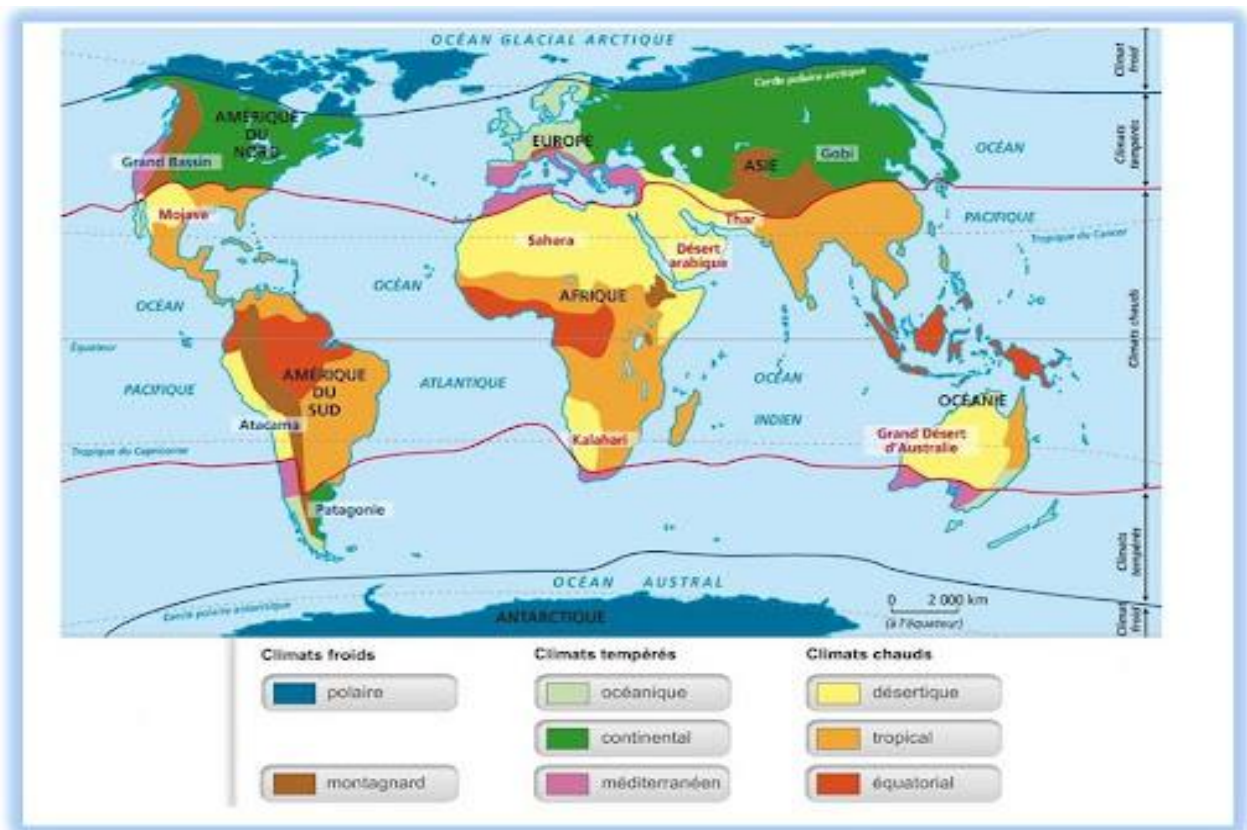 OCÉAN GLACIAL ARCTIQUE
Climat
froid
Cercle polaire arctique
AMÉRIQUE
DU
NORD
EUROPE
Climats
tempérés
Grand Bassin
ASIE
Gobi
OCÉAN
Mojave
Thar
PACIFIQUE
Tropique du Cancer
Sahara
Désert
arabique
OCÉAN
OCÉAN
AFRIQUE
Climats chauds
Équateur
PACIFIQUE
AMÉRIQUE
DU
SUD
ATLANTIQUE
OCÉAN
INDIEN
OCÉANIE
Atacama
Kalahari
Grand Désert
d'Australie
Tropique du Capricorne
Patagonie
Climats
tempérés
OCÉAN AUSTRAL
Cercle polaire antarctique
ANTARCTIQUE
0 2 000 km
(à l'équateur)
Climat
froid
Climats froids
Climats tempèrés
Climats chauds
polaire
océanique
désertique
continental
tropical
montagnard
méditerranéen
équatorial